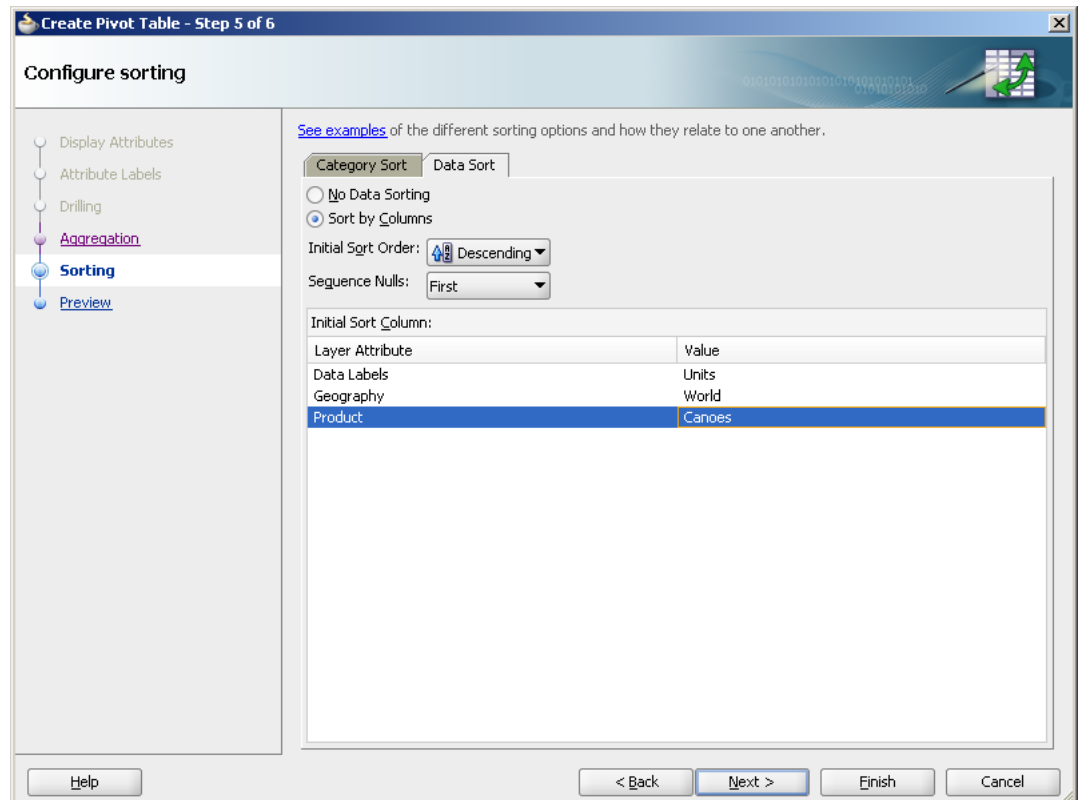 Create Pivot Table - Step 5 of 6
Configure sorting
Display Attributes
Attribute Labels
Drilling
Aggregation
Sorting
Preview
See examples of the different sorting options and how they relate to one another.
Category Sort Data Sort
No Data Sorting
Sort by Columns
Initial Sort Order: Descending
Sequence Nulls: First
Initial Sort Column:
Layer Attribute Value
Data Labels Units
Geography World
Product Canoes
Help < Back Next > Finish Cancel